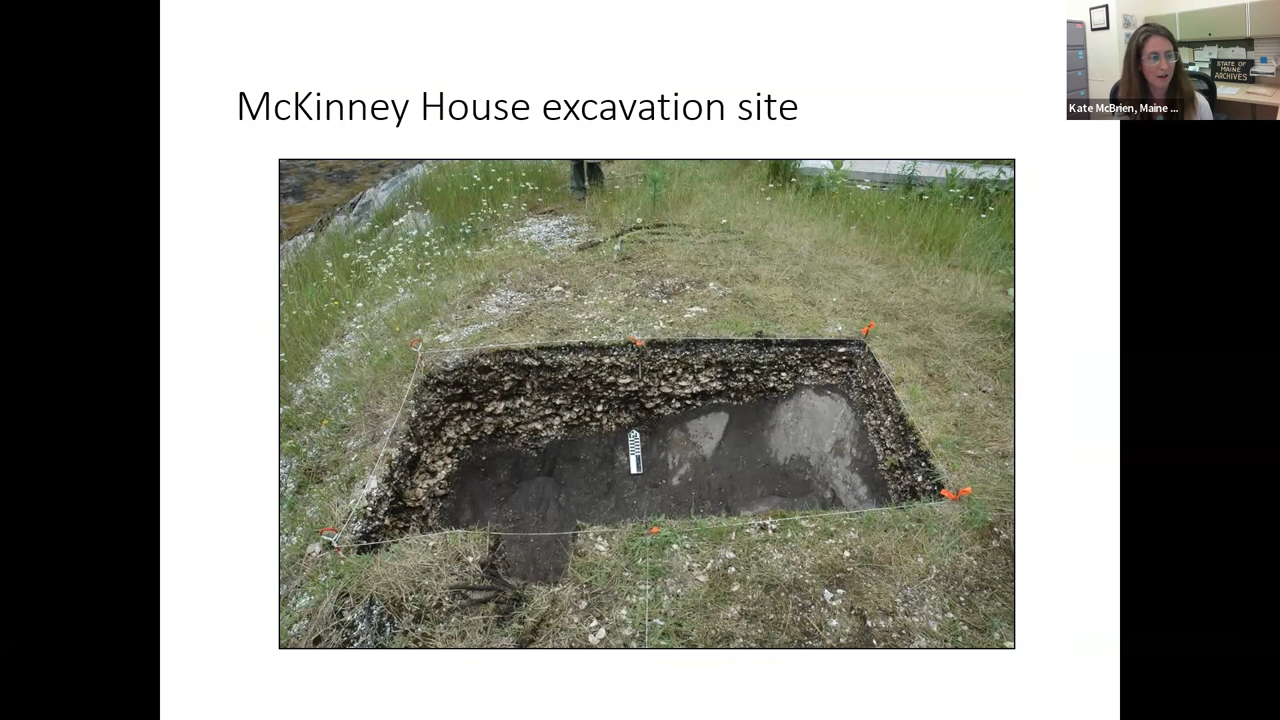 McKinney House excavation site
STATE OF
MAINE
ARCHIVES
Kate McBrien, Maine ...